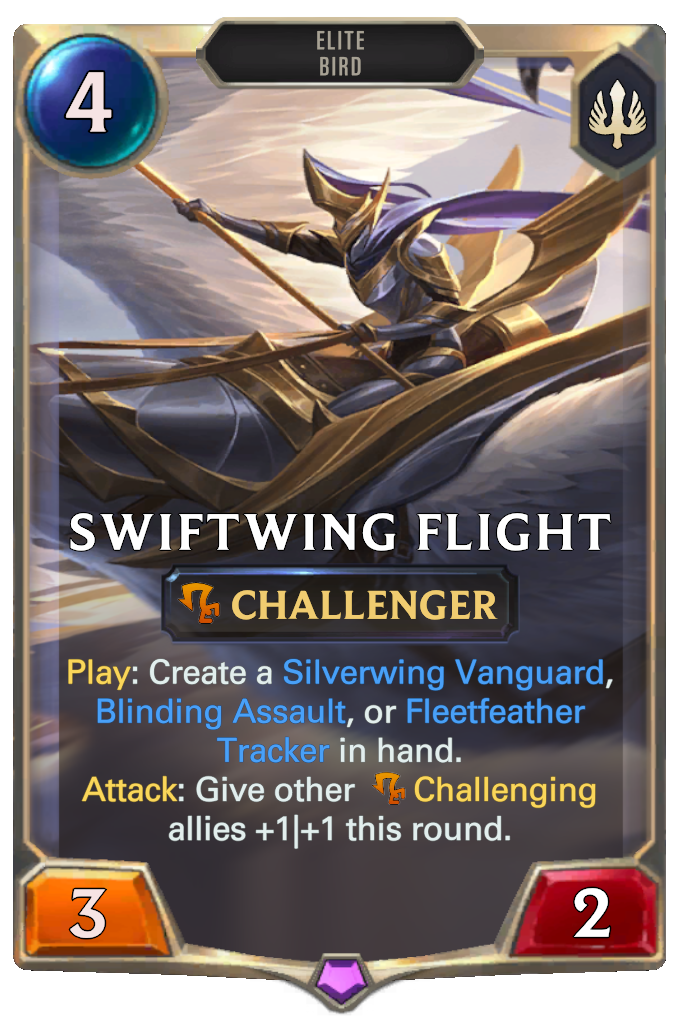 ELITE
BIRD
4
SWIFTWING FLIGHT
CHALLENGER
Play: Create a Silverwing Vanguard,
Blinding Assault, or Fleetfeather
Tracker in hand.
Attack: Give other Challenging
allies +1|+1 this round.
3
2